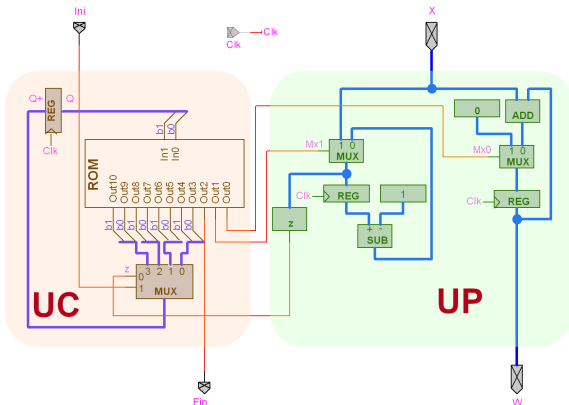 Ini
X
Clk
Clk
Q+
REG
Q
Clk
b1
b0
In1
In0
ROM
Out10
Out9
Out8
Out7
Out6
Out5
Out4
Out3
Out2
Out1
Out0
b1
b0
b1
b0
b1
b0
b1
b0
z
0
1
3 2 1 0
MUX
UC
Fin
Mx1
1 0
MUX
Clk
REG
1
z
+ -
SUB
0
ADD
Mx0
1 0
MUX
Clk
REG
UP
W